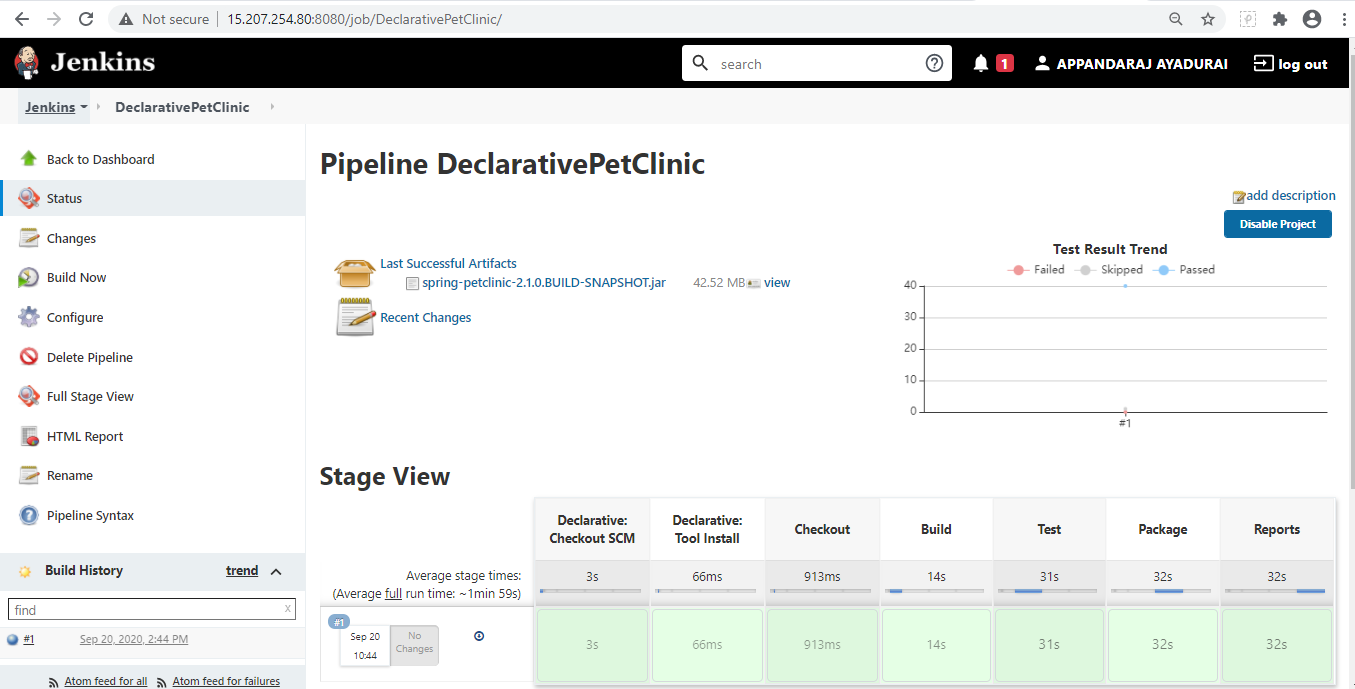 Not secure
15.207.254.80:8080/job/DeclarativePetClinic/
Jenkins
search
1
APPANDARAJ AYADURAI
log out
Jenkins
DeclarativePetClinic
Back to Dashboard
Status
Changes
Build Now
Configure
Delete Pipeline
Full Stage View
HTML Report
Rename
Pipeline Syntax
Build History
trend
find
x
#1
Sep 20, 2020, 2:44 PM
Atom feed for all
Atom feed for failures
Pipeline DeclarativePetClinic
add description
Disable Project
Last Successful Artifacts
spring-petclinic-2.1.0.BUILD-SNAPSHOT.jar 42.52 MB view
Recent Changes
Test Result Trend
Failed Skipped Passed
40
30
20
10
0
#1
Stage View
Declarative: Checkout SCM
Declarative: Tool Install
Checkout
Build
Test
Package
Reports
Average stage times:
(Average full run time: ~1min 59s)
3s 66ms 913ms 14s 31s 32s 32s
#1
Sep 20
10:44
No
Changes
3s 66ms 913ms 14s 31s 32s 32s